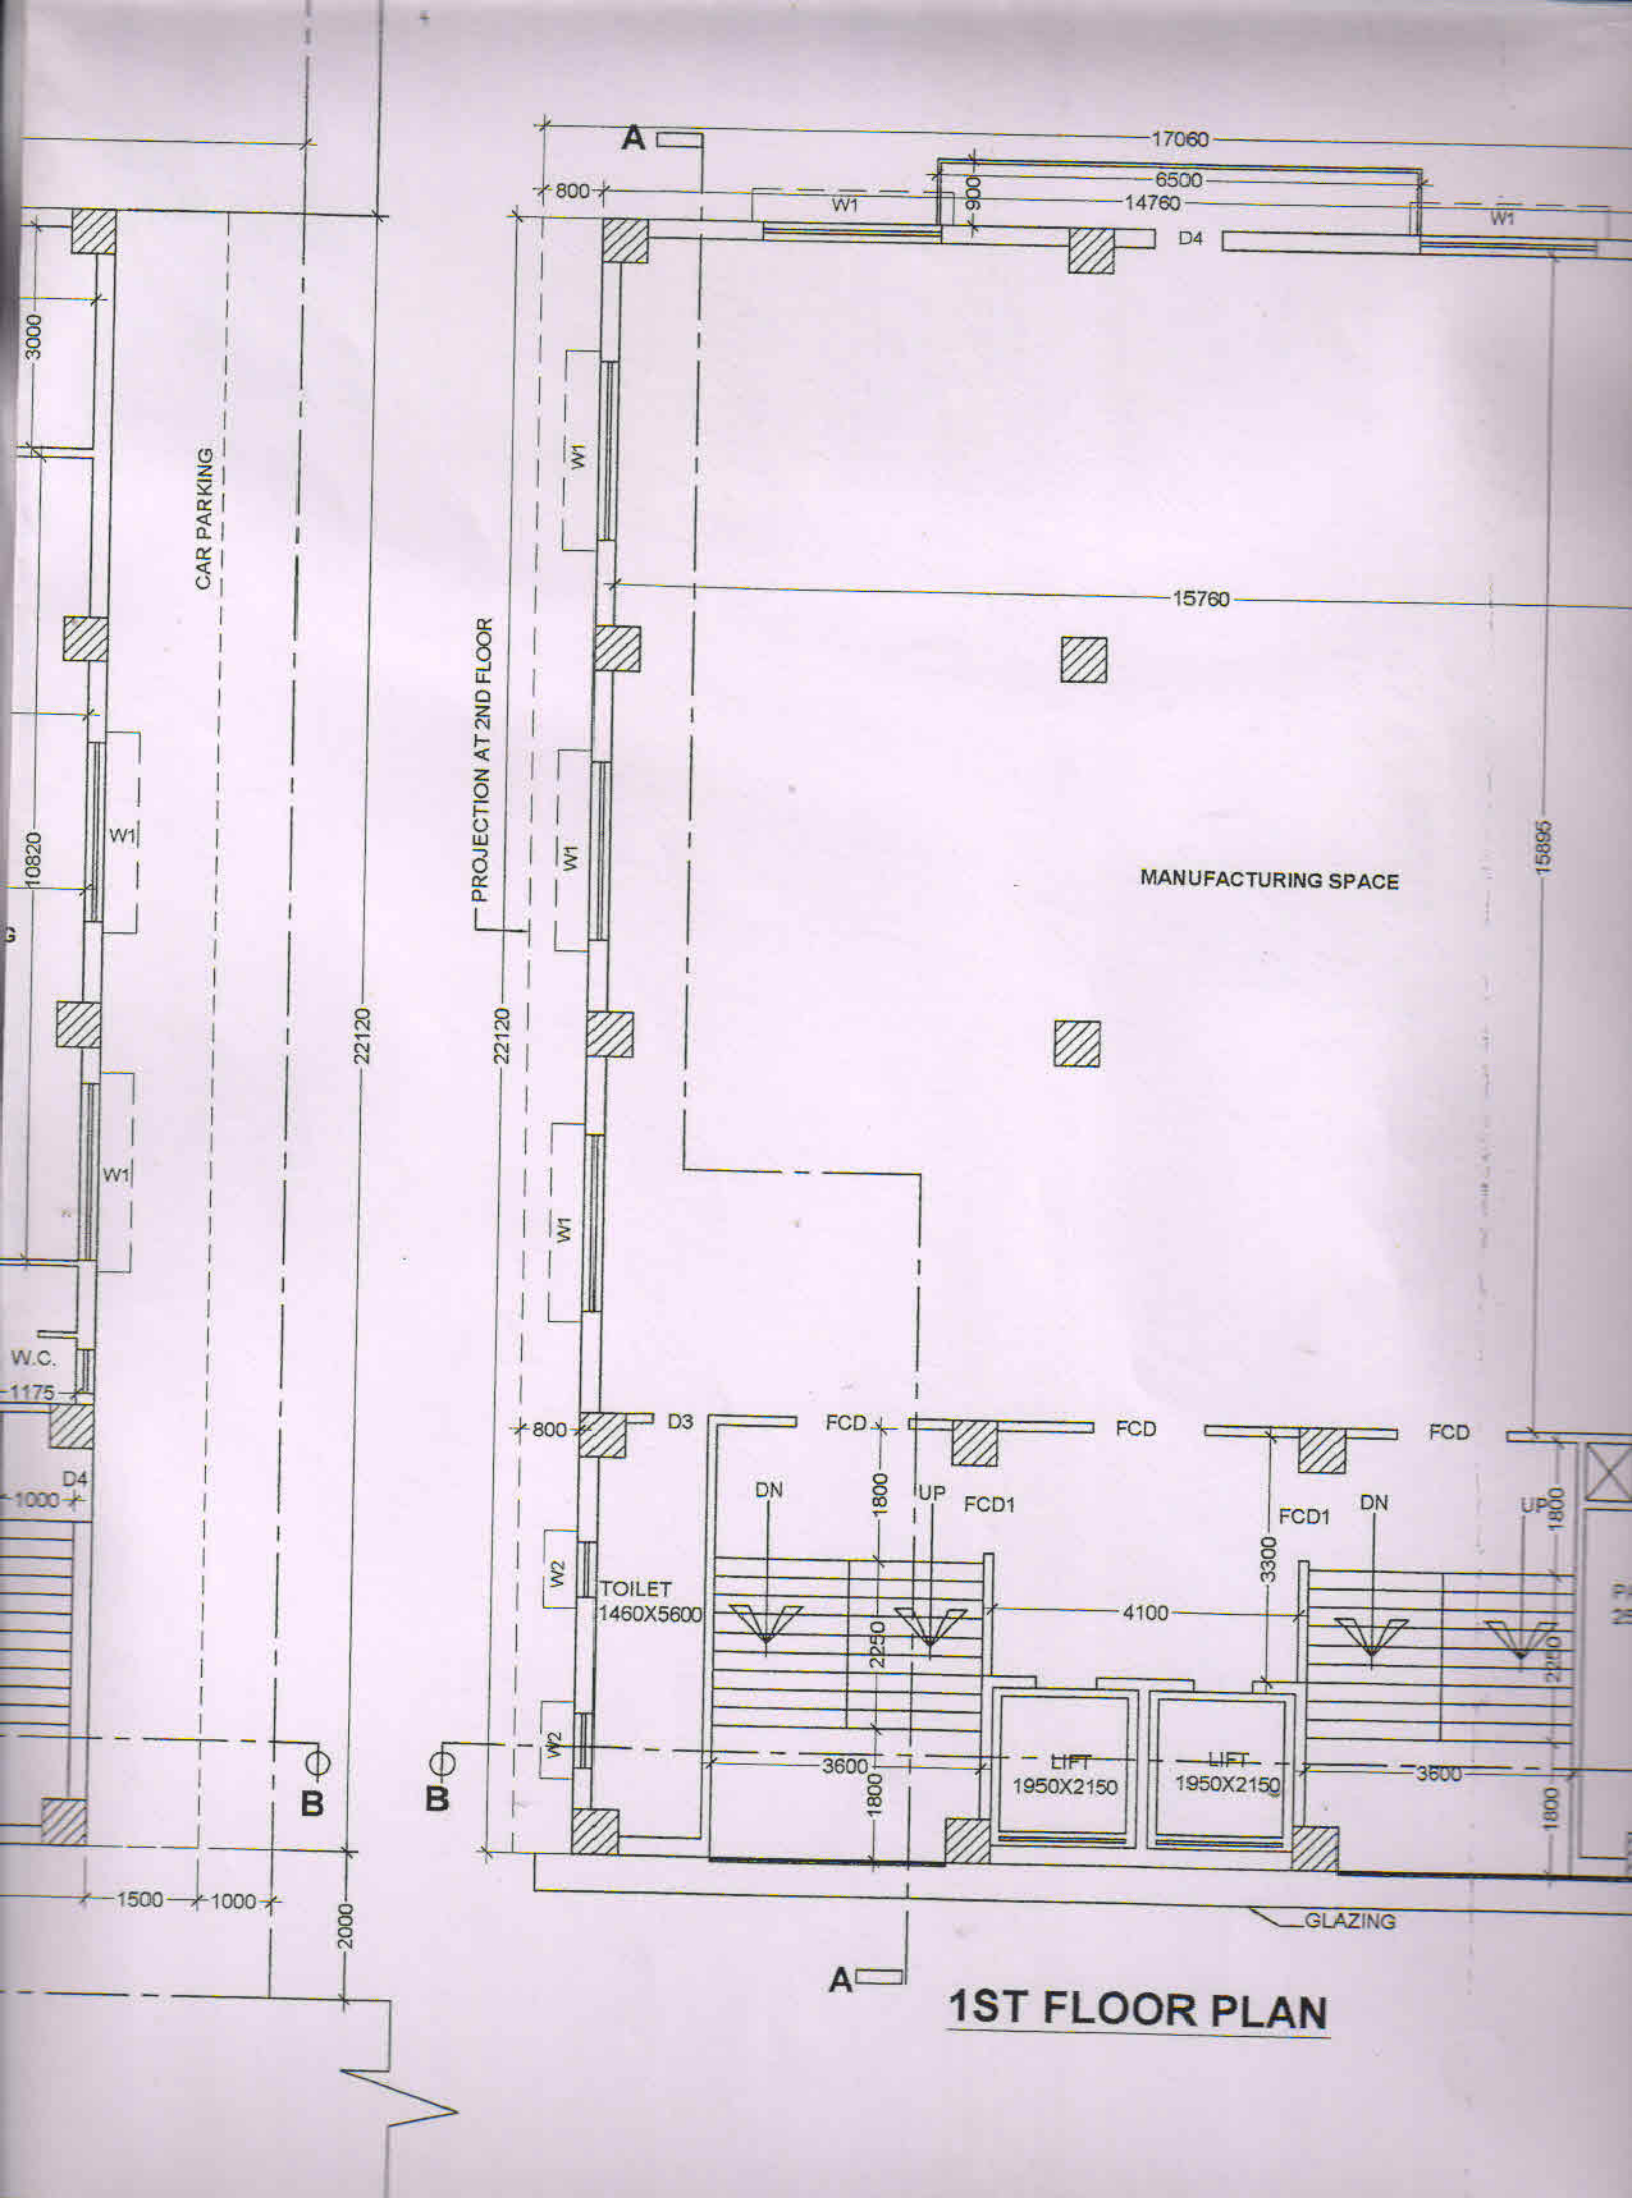 A
17060
6500
900
800
14760
W1
W1
D4
3000
W1
CAR PARKING
15760
PROJECTION AT 2ND FLOOR
W1
W1
10820
15895
MANUFACTURING SPACE
G
22120
22120
W1
W1
W.C.
1175
800
D3
FCD
FCD
FCD
D4
1000
DN
1800
UP
FCD1
FCD1
DN
UP
1800
3300
W2
TOILET
1460X5600
4100
2250
2250
W2
3600
LIFT
1950X2150
LIFT
1950X2150
3600
B
B
1800
1800
1500
1000
2000
GLAZING
A
1ST FLOOR PLAN